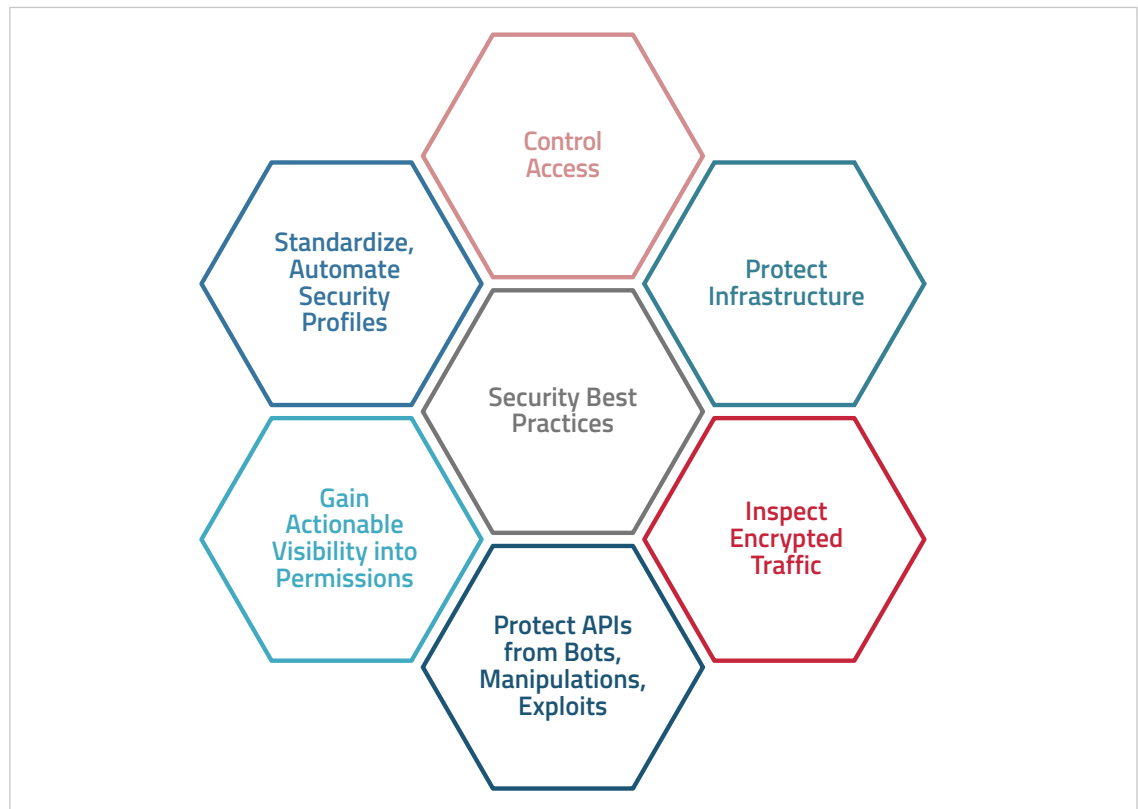 Control
Access
Standardize,
Automate
Security
Profiles
Protect
Infrastructure
Security Best
Practices
Gain
Actionable
Visibility into
Permissions
Inspect
Encrypted
Traffic
Protect APIs
from Bots,
Manipulations,
Exploits